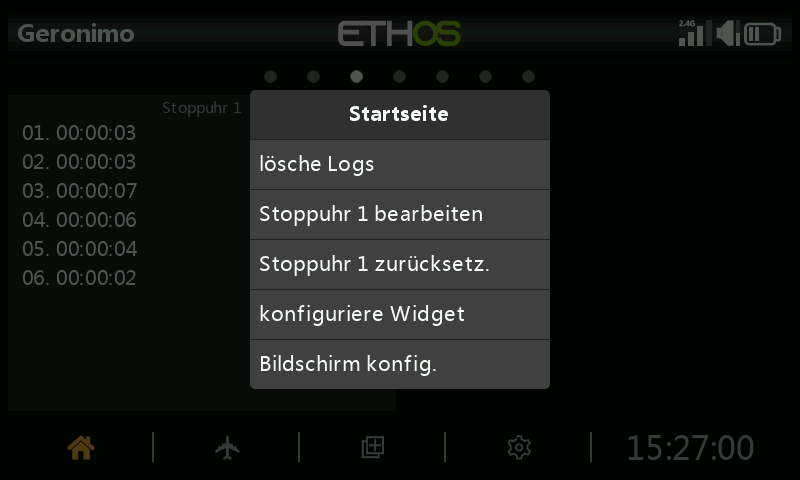 Geronimo
ETHOS
2.4G
Stoppuhr 1
01. 00:00:03
02. 00:00:03
03. 00:00:07
04. 00:00:06
05. 00:00:04
06. 00:00:02
Startseite
lösche Logs
Stoppuhr 1 bearbeiten
Stoppuhr 1 zurücksetz.
konfiguriere Widget
Bildschirm konfig.
15:27:00